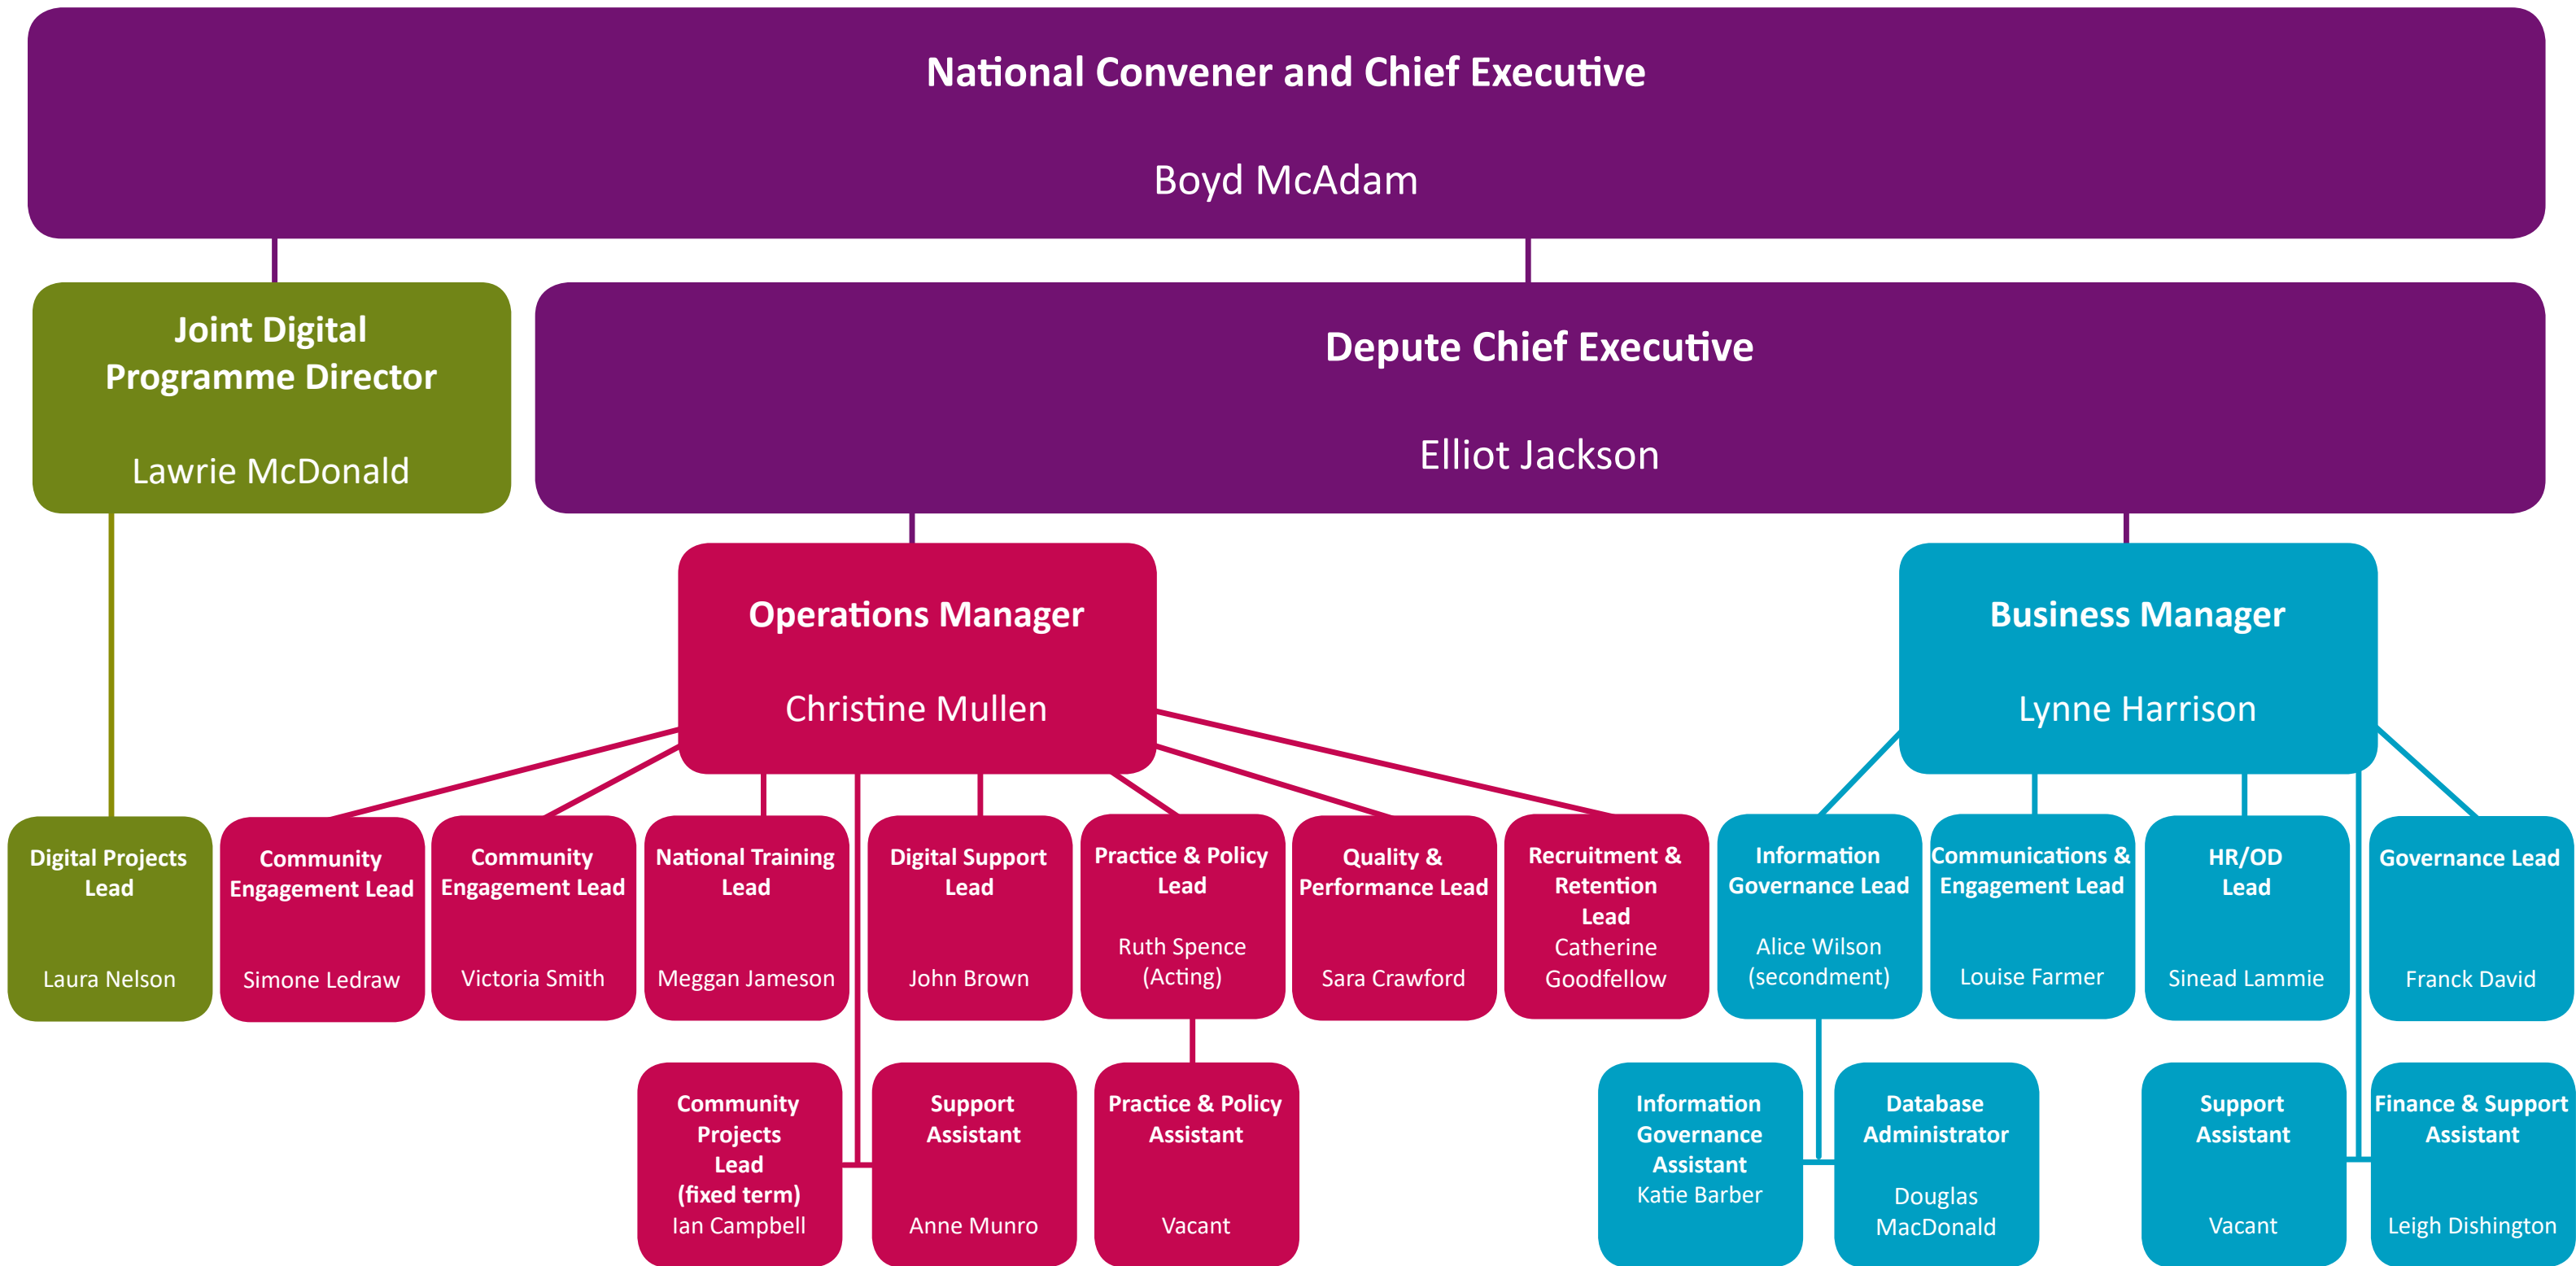 National Convener and Chief Executive
Boyd McAdam
Joint Digital
Programme Director
Lawrie McDonald
Depute Chief Executive
Elliot Jackson
Operations Manager
Christine Mullen
Business Manager
Lynne Harrison
Digital Projects
Lead
Laura Nelson
Community
Engagement Lead
Simone Ledraw
Community
Engagement Lead
Victoria Smith
National Training
Lead
Meggan Jameson
Digital Support
Lead
John Brown
Practice & Policy
Lead
Ruth Spence
(Acting)
Quality &
Performance Lead
Sara Crawford
Recruitment &
Retention
Lead
Catherine
Goodfellow
Information
Governance Lead
Alice Wilson
(secondment)
Communications &
Engagement Lead
Louise Farmer
HR/OD
Lead
Sinead Lammie
Governance Lead
Franck David
Community
Projects
Lead
(fixed term)
Ian Campbell
Support
Assistant
Anne Munro
Practice & Policy
Assistant
Vacant
Information
Governance
Assistant
Katie Barber
Database
Administrator
Douglas
MacDonald
Support
Assistant
Vacant
Finance & Support
Assistant
Leigh Dishington